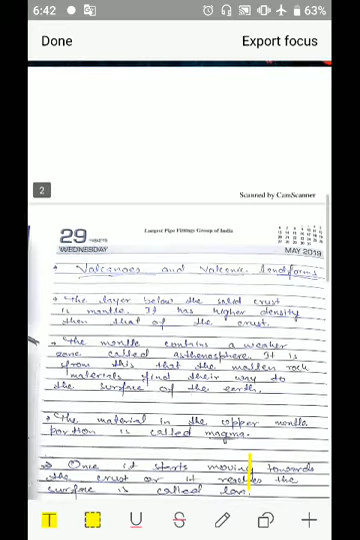 6:42
63%
Done
Export focus
2
Scanned by CamScanner
29
Largest Pipe Fittings Group of India
WEDNESDAY
MAY 2019
Valcanoes and Valconic landforms
→ The layer below the solid crust
is mantle. It has higher density
then that of the crust.
→ The mantle contains a weaker
zone called asthenosphere. It is
from this that the molten rock
materials find their way to
the surface of the earth.
→ The material in the upper mantle
portion is called magma.
→ Once it starts moving towards
the crust or it reaches the
surface is called lava.
T
U
S